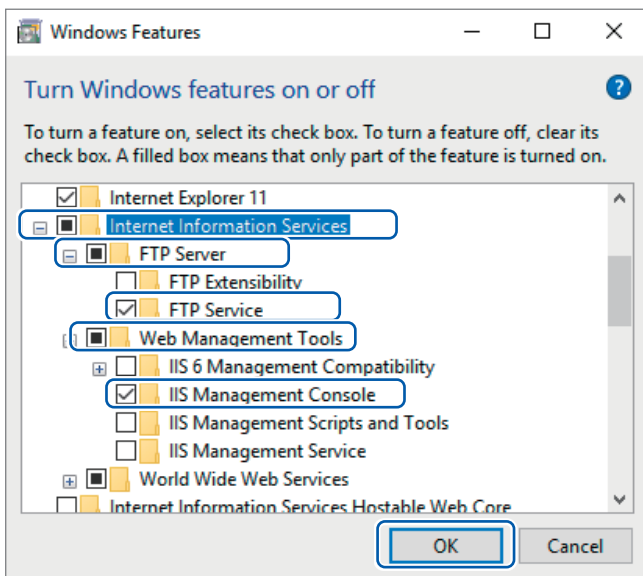 Windows Features
Turn Windows features on or off
To turn a feature on, select its check box. To turn a feature off, clear its
check box. A filled box means that only part of the feature is turned on.
Internet Explorer 11
Internet Information Services
FTP Server
FTP Extensibility
FTP Service
Web Management Tools
IIS 6 Management Compatibility
IIS Management Console
IIS Management Scripts and Tools
IIS Management Service
World Wide Web Services
Internet Information Services Hostable Web Core
OK Cancel